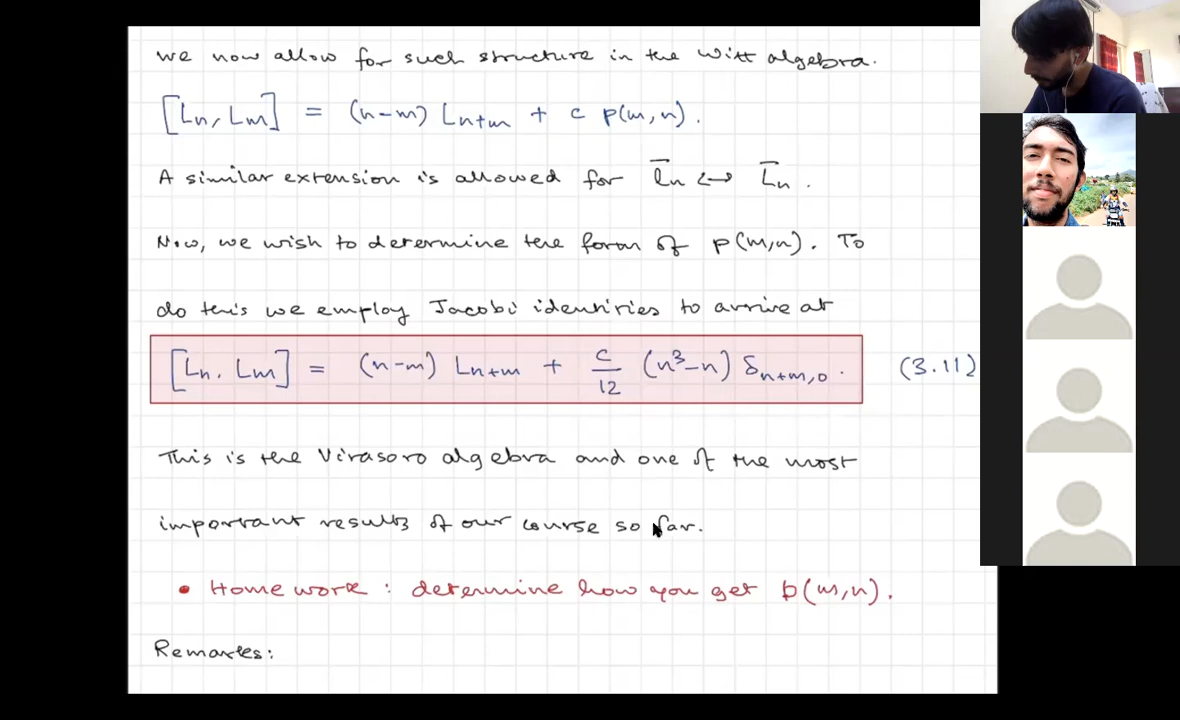 we now allow for such structure in the Witt algebra.
[Ln, Lm] = (n-m) Ln+m + c p(m,n).
A similar extension is allowed for l̄n ↔ L̄n.
Now, we wish to determine the form of p(m,n). To
do this we employ Jacobi identities to arrive at
[Ln, Lm] = (n-m) Ln+m + c/12 (n³-n) δn+m,0. (3.11)
This is the Virasoro algebra and one of the most
important results of our course so far.
• Homework: determine how you get p(m,n).
Remarks: